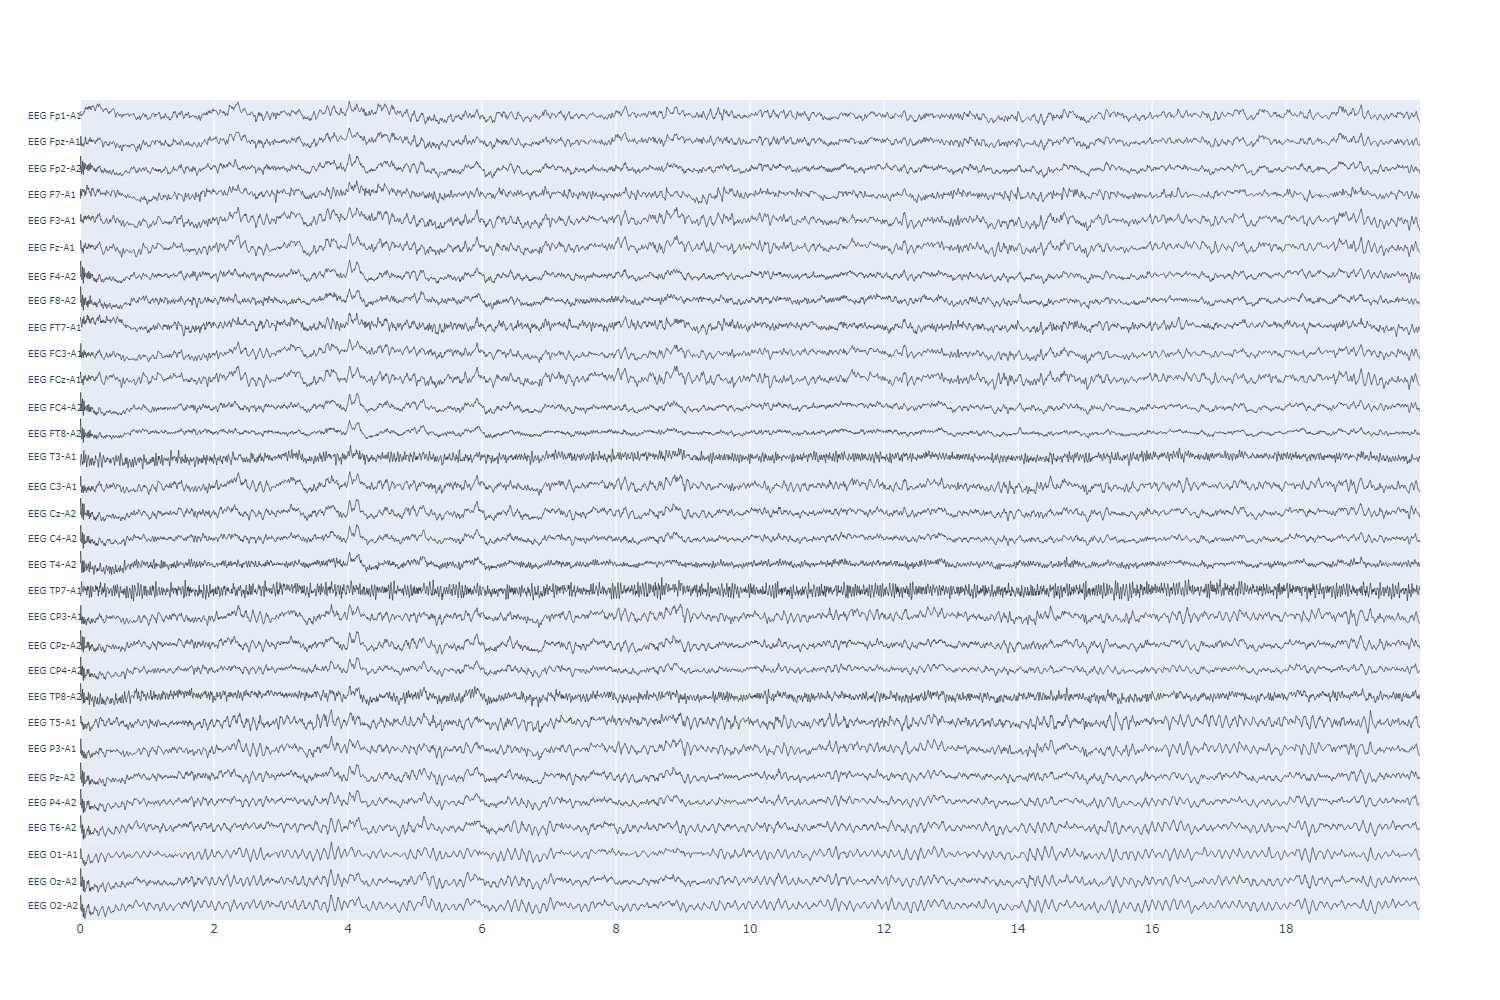 EEG Fp1-A1
EEG Fpz-A1
EEG Fp2-A2
EEG F7-A1
EEG F3-A1
EEG Fz-A1
EEG F4-A2
EEG F8-A2
EEG FT7-A1
EEG FC3-A1
EEG FCz-A1
EEG FC4-A2
EEG FT8-A2
EEG T3-A1
EEG C3-A1
EEG Cz-A2
EEG C4-A2
EEG T4-A2
EEG TP7-A1
EEG CP3-A1
EEG CPz-A2
EEG CP4-A2
EEG TP8-A2
EEG T5-A1
EEG P3-A1
EEG Pz-A2
EEG P4-A2
EEG T6-A2
EEG O1-A1
EEG Oz-A2
EEG O2-A2
0 2 4 6 8 10 12 14 16 18